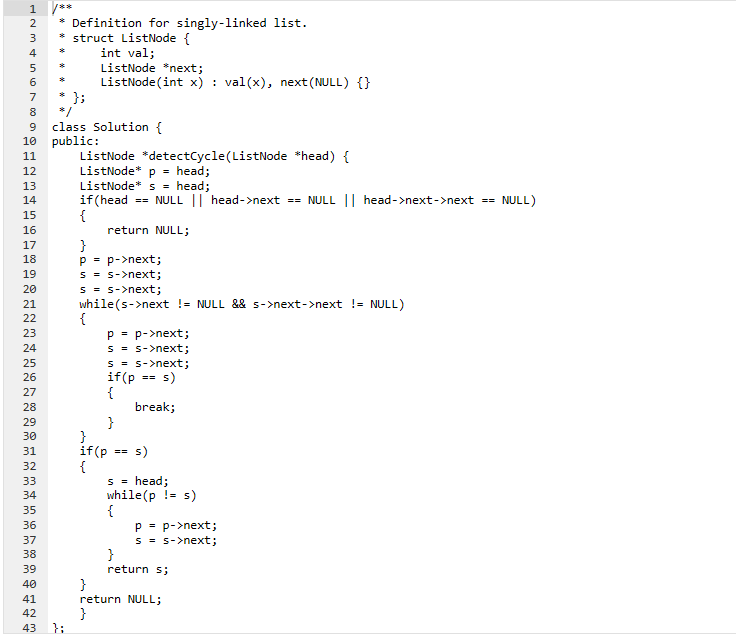 1 /**
2  * Definition for singly-linked list.
3  * struct ListNode {
4  *     int val;
5  *     ListNode *next;
6  *     ListNode(int x) : val(x), next(NULL) {}
7  * };
8  */
9 class Solution {
10 public:
11     ListNode *detectCycle(ListNode *head) {
12     ListNode* p = head;
13     ListNode* s = head;
14     if(head == NULL || head->next == NULL || head->next->next == NULL)
15     {
16         return NULL;
17     }
18     p = p->next;
19     s = s->next;
20     s = s->next;
21     while(s->next != NULL && s->next->next != NULL)
22     {
23         p = p->next;
24         s = s->next;
25         s = s->next;
26         if(p == s)
27         {
28             break;
29         }
30     }
31     if(p == s)
32     {
33         s = head;
34         while(p != s)
35         {
36             p = p->next;
37             s = s->next;
38         }
39         return s;
40     }
41     return NULL;
42     }
43 };